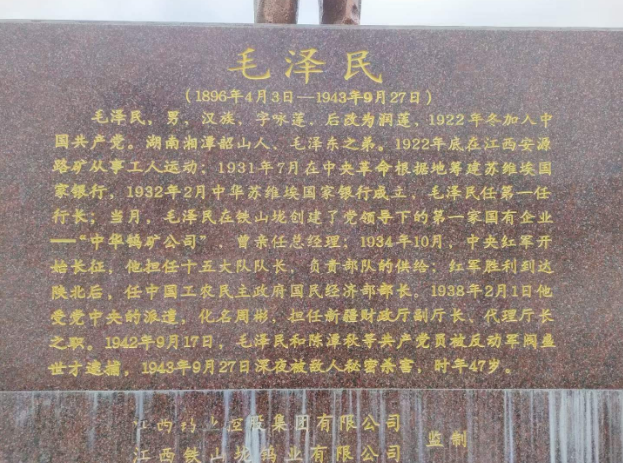 毛泽民
（1896年4月3日—1943年9月27日）
毛泽民，男，汉族，字咏莲，后改为润莲，1922年冬加入中
国共产党。湖南湘潭韶山人、毛泽东之弟。1922年底在江西安源
路矿从事工人运动；1931年7月在中央革命根据地筹建苏维埃国
家银行，1932年2月中华苏维埃国家银行成立，毛泽民任第一任
行长；当月，毛泽民在铁山垅创建了党领导下的第一家国有企业
——“中华钨矿公司”，曾亲任总经理；1934年10月，中央红军开
始长征，他担任十五大队队长，负责部队的供给；红军胜利到达
陕北后，任中国工农民主政府国民经济部部长。1938年2月1日他
受党中央的派遣，化名周彬，担任新疆财政厅副厅长、代理厅长
之职。1942年9月17日，毛泽民和陈潭秋等共产党员被反动军阀盛
世才逮捕，1943年9月27日深夜被敌人秘密杀害，时年47岁。
江西钨业控股集团有限公司
江西铁山垅钨业有限公司 监制